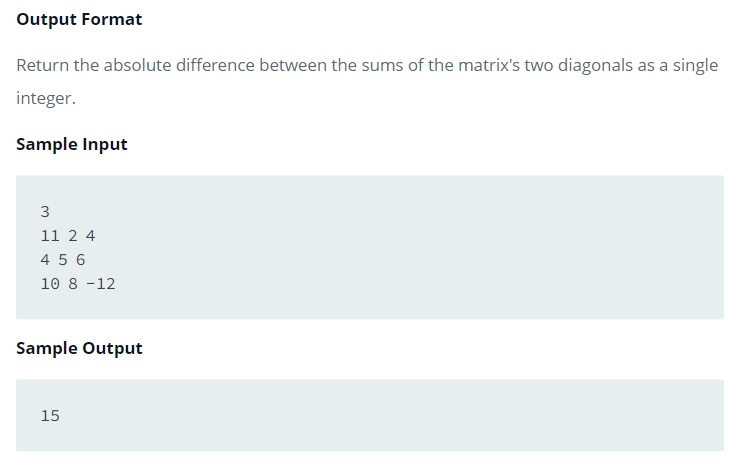 Output Format
Return the absolute difference between the sums of the matrix's two diagonals as a single
integer.
Sample Input
3
11 2 4
4 5 6
10 8 -12
Sample Output
15